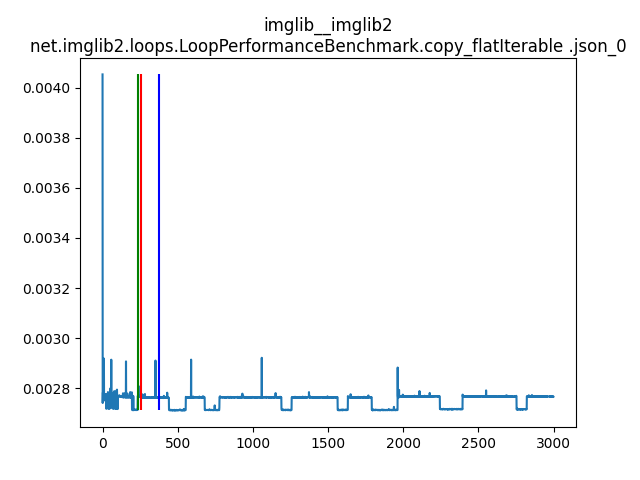 imglib__imglib2
net.imglib2.loops.LoopPerformanceBenchmark.copy_flatIterable .json_0
0.0040
0.0038
0.0036
0.0034
0.0032
0.0030
0.0028
0 500 1000 1500 2000 2500 3000